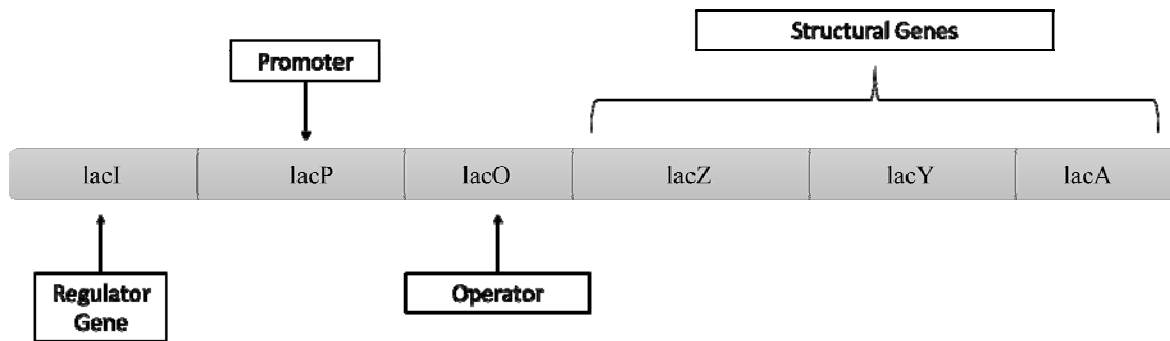 Structural Genes
Promoter
lacI lacP lacO lacZ lacY lacA
Regulator
Gene
Operator